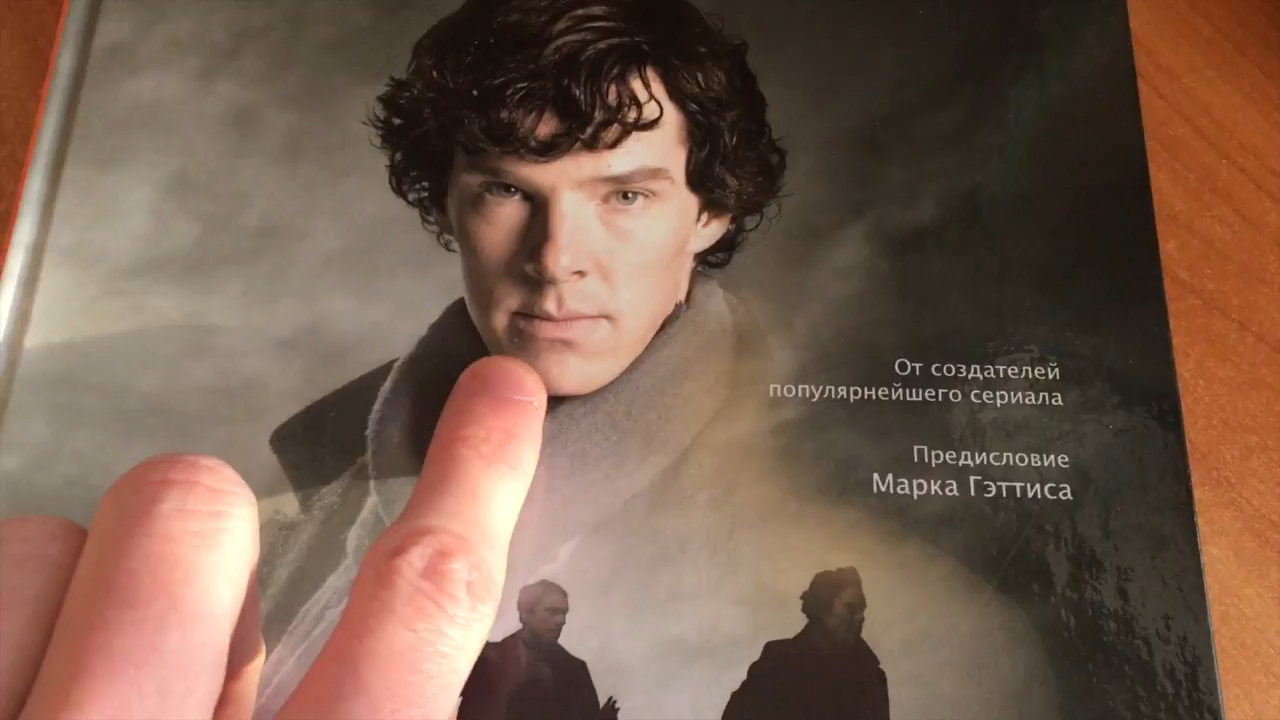 От создателей
популярнейшего сериала
Предисловие
Марка Гэттиса